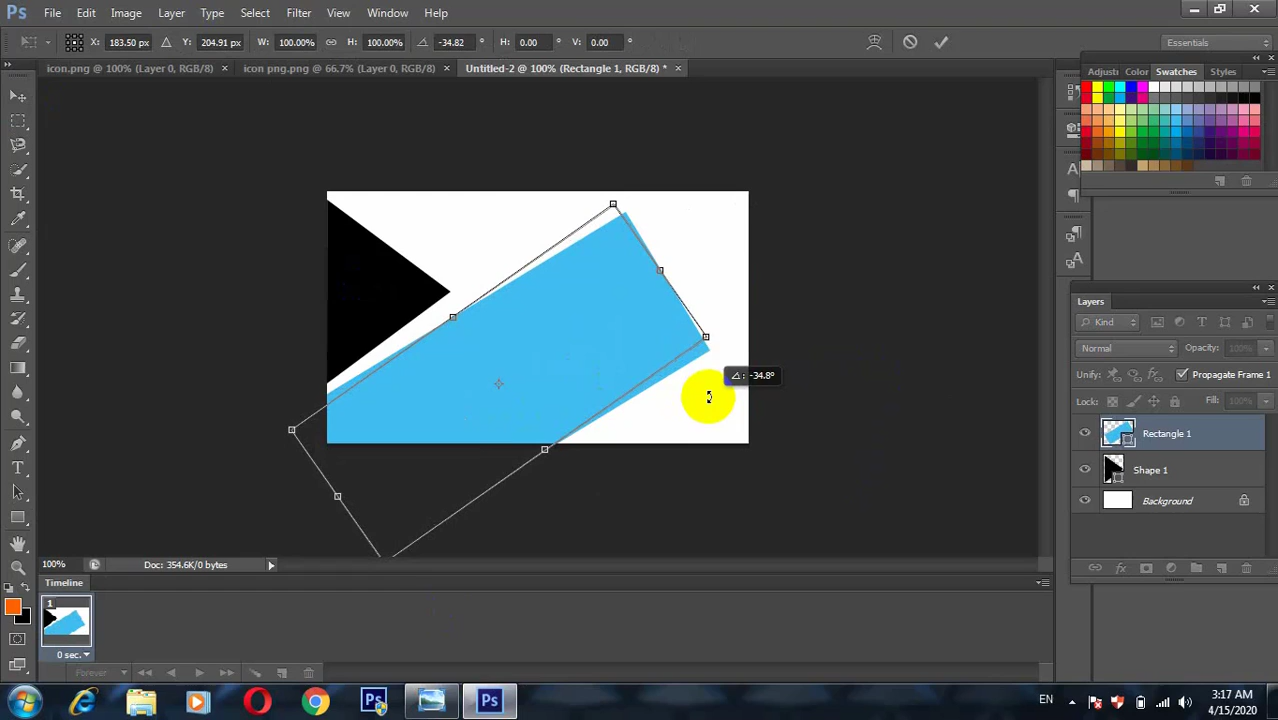 Ps File Edit Image Layer Type Select Filter View Window Help
X: 183.50 px Y: 204.91 px W: 100.00% H: 100.00% -34.82 ° H: 0.00 ° V: 0.00 °
Essentials
icon.png @ 100% (Layer 0, RGB/8) × icon png.png @ 66.7% (Layer 0, RGB/8) × Untitled-2 @ 100% (Rectangle 1, RGB/8) * ×
Adjustı Color Swatches Styles
-34.8°
Layers
Kind
Normal Opacity: 100%
Unify: Propagate Frame 1
Lock: Fill: 100%
Rectangle 1
Shape 1
Background
100% Doc: 354.6K/0 bytes
Timeline
1
0 sec.
Forever
EN 3:17 AM
4/15/2020